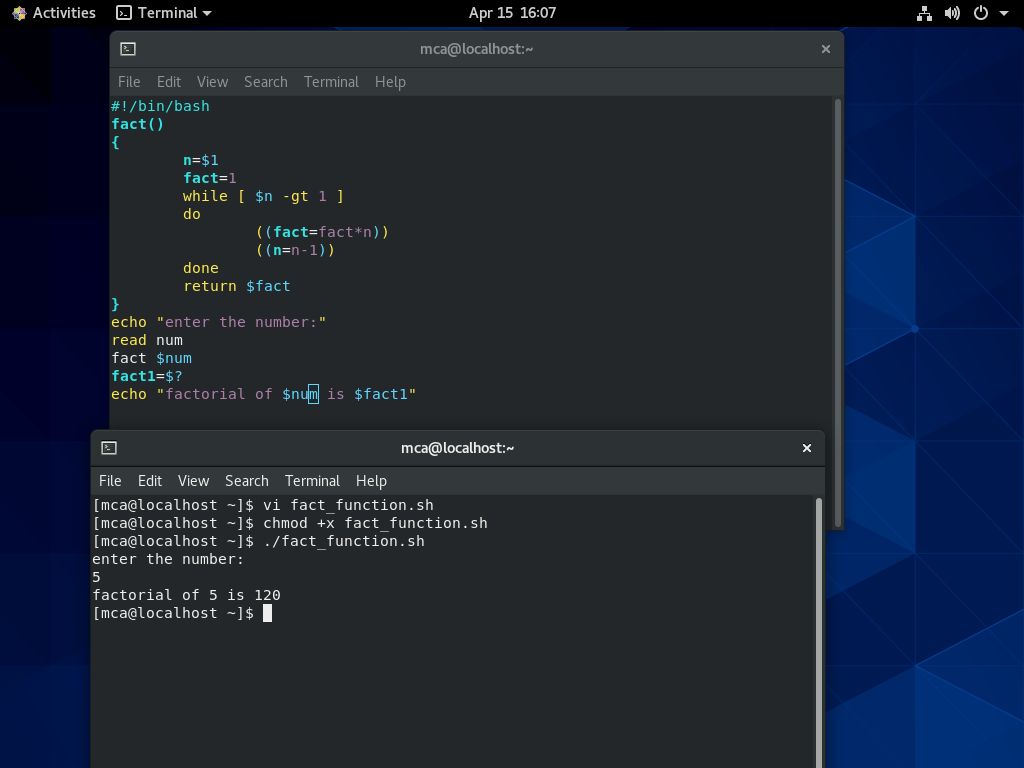 Activities Terminal Apr 15 16:07
mca@localhost:~
File Edit View Search Terminal Help
#!/bin/bash
fact()
{
        n=$1
        fact=1
        while [ $n -gt 1 ]
        do
                ((fact=fact*n))
                ((n=n-1))
        done
        return $fact
}
echo "enter the number:"
read num
fact $num
fact1=$?
echo "factorial of $num is $fact1"
mca@localhost:~
File Edit View Search Terminal Help
[mca@localhost ~]$ vi fact_function.sh
[mca@localhost ~]$ chmod +x fact_function.sh
[mca@localhost ~]$ ./fact_function.sh
enter the number:
5
factorial of 5 is 120
[mca@localhost ~]$